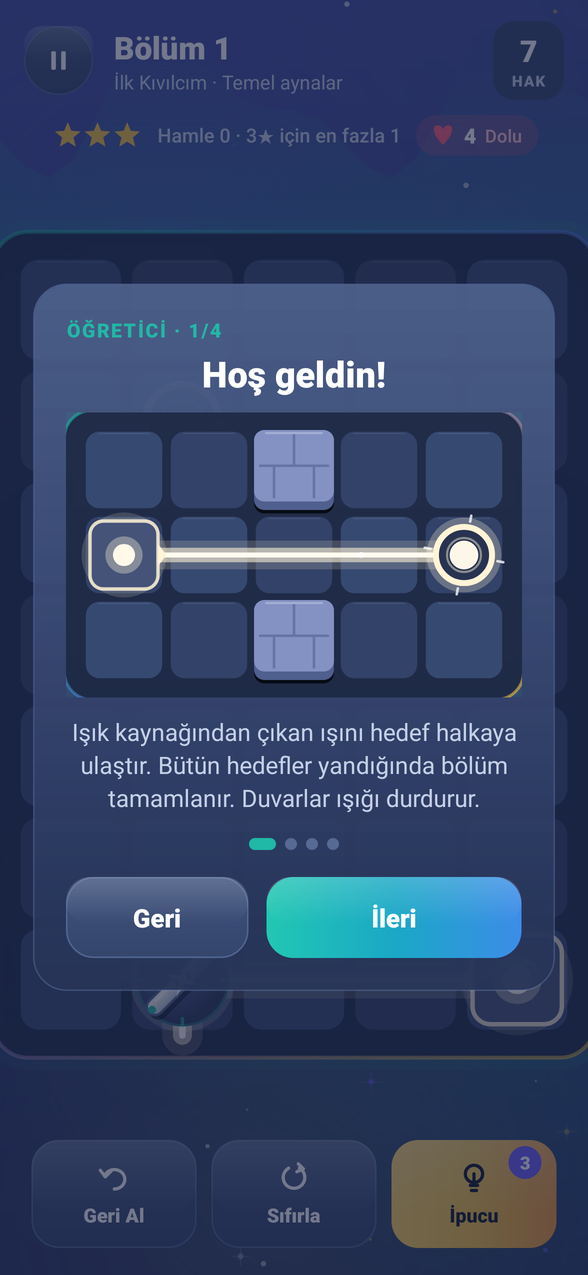 Bölüm 1
İlk Kıvılcım · Temel aynalar
7
HAK
Hamle 0 · 3★ için en fazla 1
4 Dolu
ÖĞRETİCİ · 1/4
Hoş geldin!
Işık kaynağından çıkan ışını hedef halkaya
ulaştır. Bütün hedefler yandığında bölüm
tamamlanır. Duvarlar ışığı durdurur.
Geri
İleri
Geri Al
Sıfırla
3
İpucu